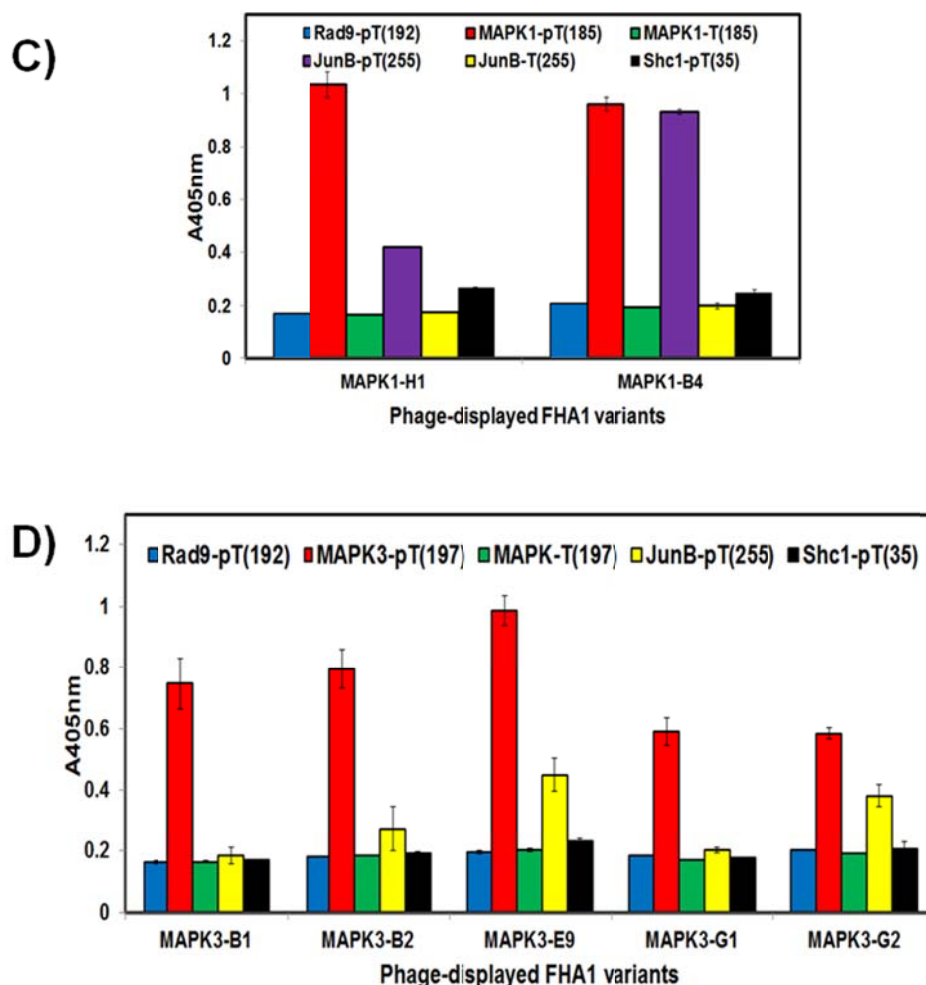 C)
Rad9-pT(192) MAPK1-pT(185) MAPK1-T(185)
JunB-pT(255) JunB-T(255) Shc1-pT(35)
1.2
1
0.8
0.6
0.4
0.2
0
A405nm
MAPK1-H1 MAPK1-B4
Phage-displayed FHA1 variants
D)
Rad9-pT(192) MAPK3-pT(197) MAPK-T(197) JunB-pT(255) Shc1-pT(35)
1.2
1
0.8
0.6
0.4
0.2
0
A405nm
MAPK3-B1 MAPK3-B2 MAPK3-E9 MAPK3-G1 MAPK3-G2
Phage-displayed FHA1 variants